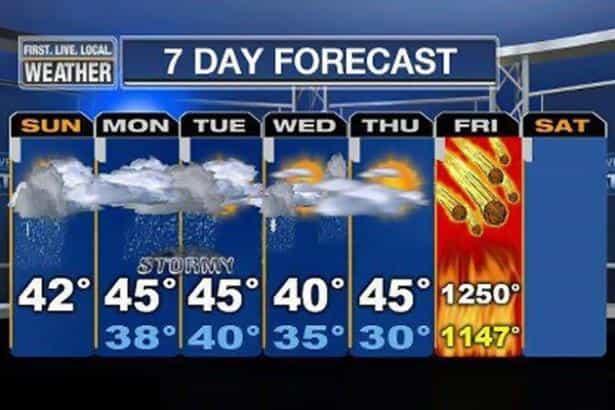 FIRST. LIVE. LOCAL.
WEATHER
7 DAY FORECAST
SUN MON TUE WED THU FRI SAT
STORMY
42° 45° 45° 40° 45° 1250°
38° 40° 35° 30° 1147°